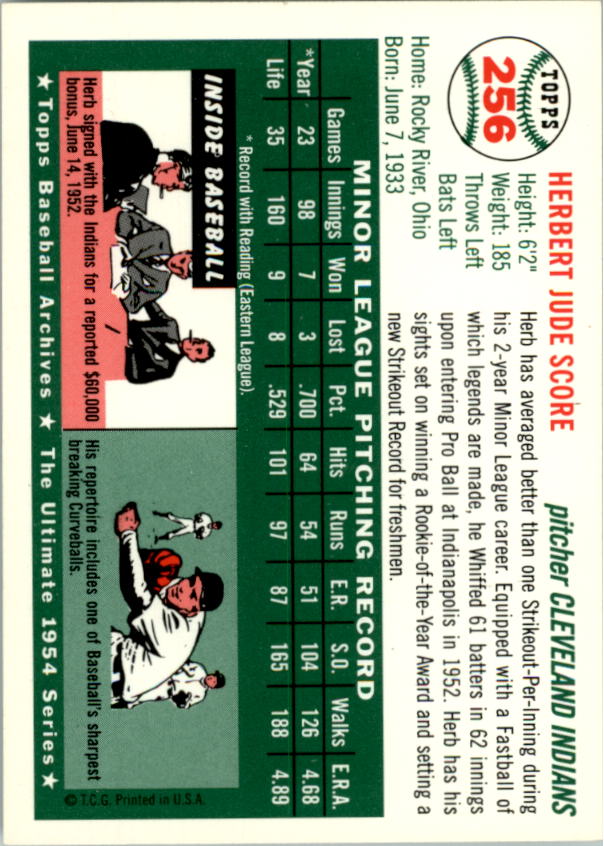 TOPPS
256
HERBERT JUDE SCORE
pitcher CLEVELAND INDIANS
Height: 6'2"
Weight: 185
Throws Left
Bats Left
Home: Rocky River, Ohio
Born: June 7, 1933
Herb has averaged better than one Strikeout-Per-Inning during
his 2-year Minor League career. Equipped with a Fastball of
which legends are made, he Whiffed 61 batters in 62 innings
upon entering Pro Ball at Indianapolis in 1952. Herb has his
sights set on winning a Rookie-of-the-Year Award and setting a
new Strikeout Record for freshmen.
MINOR LEAGUE PITCHING RECORD
Games Innings Won Lost Pct. Hits Runs E.R. S.O. Walks E.R.A.
*Year 23 98 7 3 .700 64 54 51 104 126 4.68
Life 35 160 9 8 .529 101 97 87 165 188 4.89
* Record with Reading (Eastern League).
INSIDE BASEBALL
Herb signed with the Indians for a reported $60,000
bonus, June 14, 1952.
His repertoire includes one of Baseball's sharpest
breaking Curveballs.
© T.C.G. Printed in U.S.A.
★ Topps Baseball Archives ★ The Ultimate 1954 Series ★